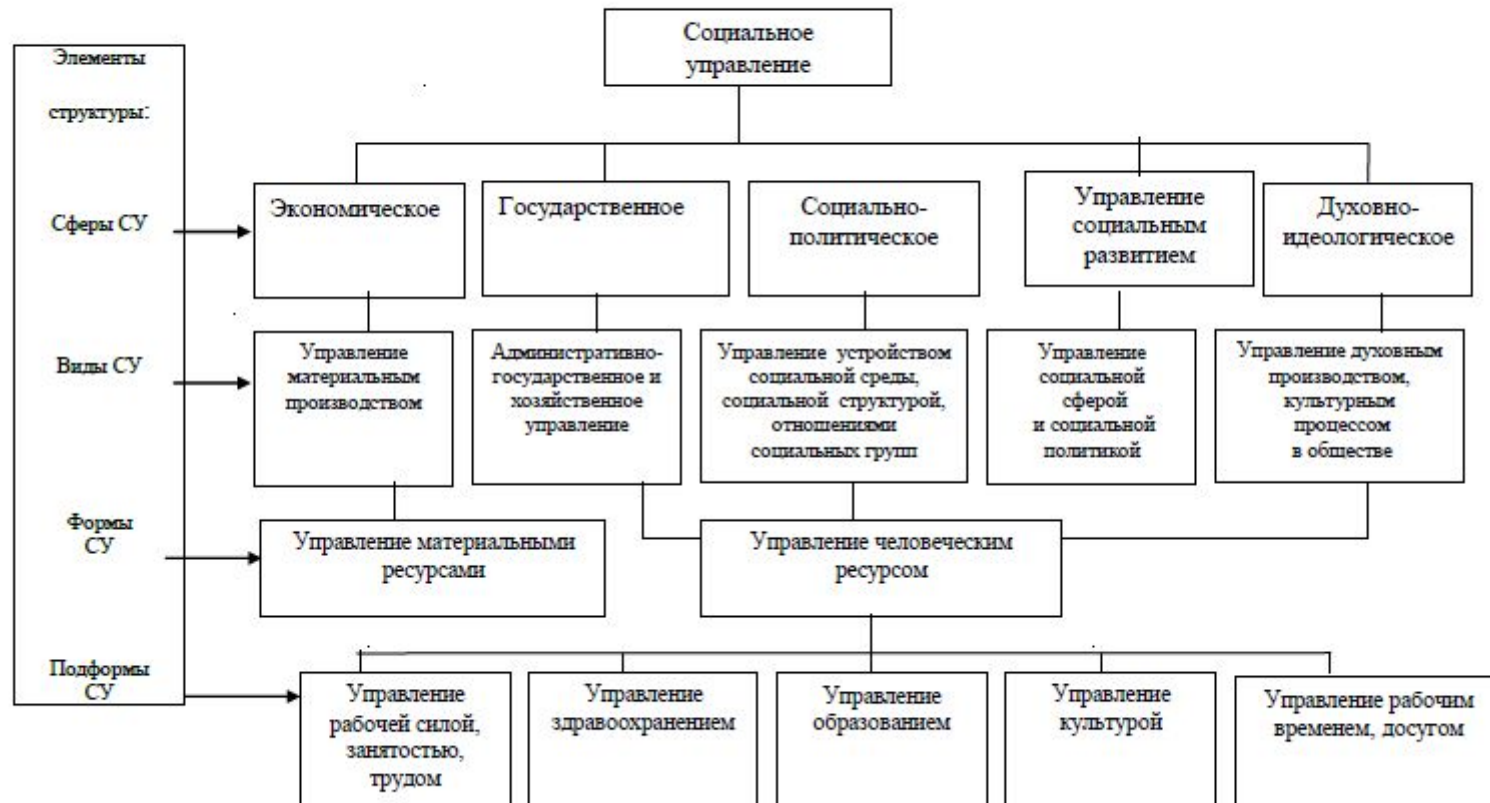 Социальное
управление
Элементы
структуры:
Сферы СУ
Экономическое
Государственное
Социально-
политическое
Управление
социальным
развитием
Духовно-
идеологическое
Виды СУ
Управление
материальным
производством
Административно-
государственное и
хозяйственное
управление
Управление устройством
социальной среды,
социальной структурой,
отношениями
социальных групп
Управление
социальной
сферой
и социальной
политикой
Управление духовным
производством,
культурным
процессом
в обществе
Формы
СУ
Управление материальными
ресурсами
Управление человеческим
ресурсом
Подформы
СУ
Управление
рабочей силой,
занятостью,
трудом
Управление
здравоохранением
Управление
образованием
Управление
культурой
Управление рабочим
временем, досугом